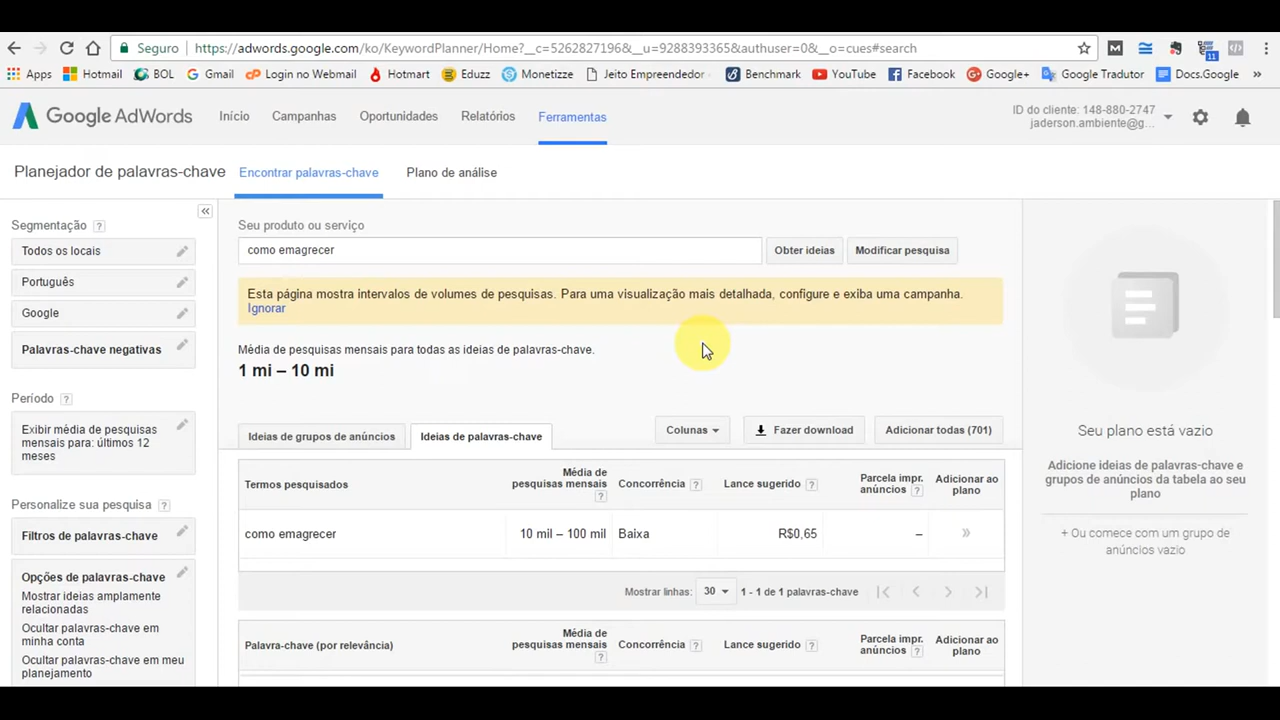 Seguro https://adwords.google.com/ko/KeywordPlanner/Home?__c=5262827196&__u=9288393365&authuser=0&__o=cues#search
11
Apps Hotmail BOL Gmail Login no Webmail Hotmart Eduzz Monetizze Jeito Empreendedor Benchmark YouTube Facebook Google+ Google Tradutor Docs.Google »
Google AdWords Início Campanhas Oportunidades Relatórios Ferramentas
ID do cliente: 148-880-2747
jaderson.ambiente@g...
Planejador de palavras-chave Encontrar palavras-chave Plano de análise
Segmentação ?
Todos os locais
Português
Google
Palavras-chave negativas
Período ?
Exibir média de pesquisas
mensais para: últimos 12
meses
Personalize sua pesquisa ?
Filtros de palavras-chave
Opções de palavras-chave
Mostrar ideias amplamente
relacionadas
Ocultar palavras-chave em
minha conta
Ocultar palavras-chave em meu
planejamento
«
Seu produto ou serviço
como emagrecer Obter ideias Modificar pesquisa
Esta página mostra intervalos de volumes de pesquisas. Para uma visualização mais detalhada, configure e exiba uma campanha.
Ignorar
Média de pesquisas mensais para todas as ideias de palavras-chave.
1 mi – 10 mi
Ideias de grupos de anúncios Ideias de palavras-chave Colunas Fazer download Adicionar todas (701)
Termos pesquisados Média de pesquisas mensais ? Concorrência ? Lance sugerido ? Parcela impr. anúncios ? Adicionar ao plano
como emagrecer 10 mil – 100 mil Baixa R$0,65 – »
Mostrar linhas: 30 1 - 1 de 1 palavras-chave
Palavra-chave (por relevância) Média de pesquisas mensais ? Concorrência ? Lance sugerido ? Parcela impr. anúncios ? Adicionar ao plano
Seu plano está vazio
Adicione ideias de palavras-chave e
grupos de anúncios da tabela ao seu
plano
+ Ou comece com um grupo de
anúncios vazio